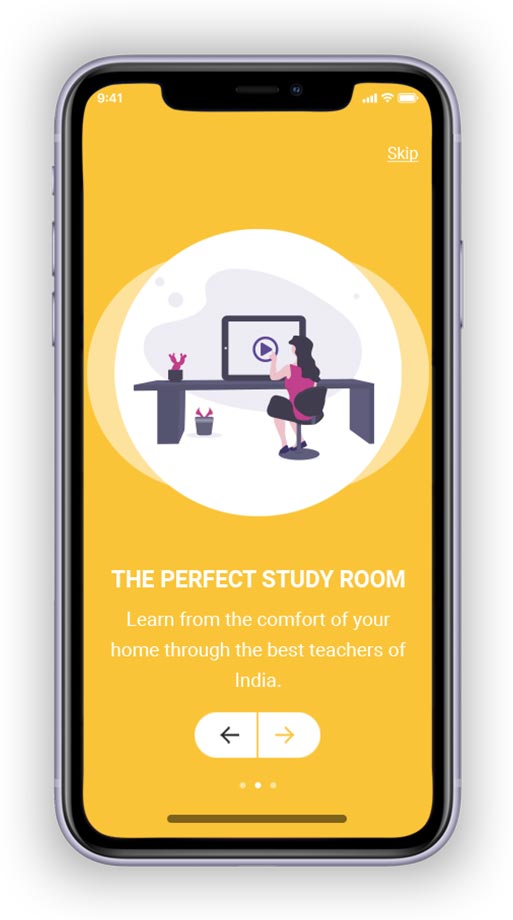 9:41
Skip
THE PERFECT STUDY ROOM
Learn from the comfort of your
home through the best teachers of
India.